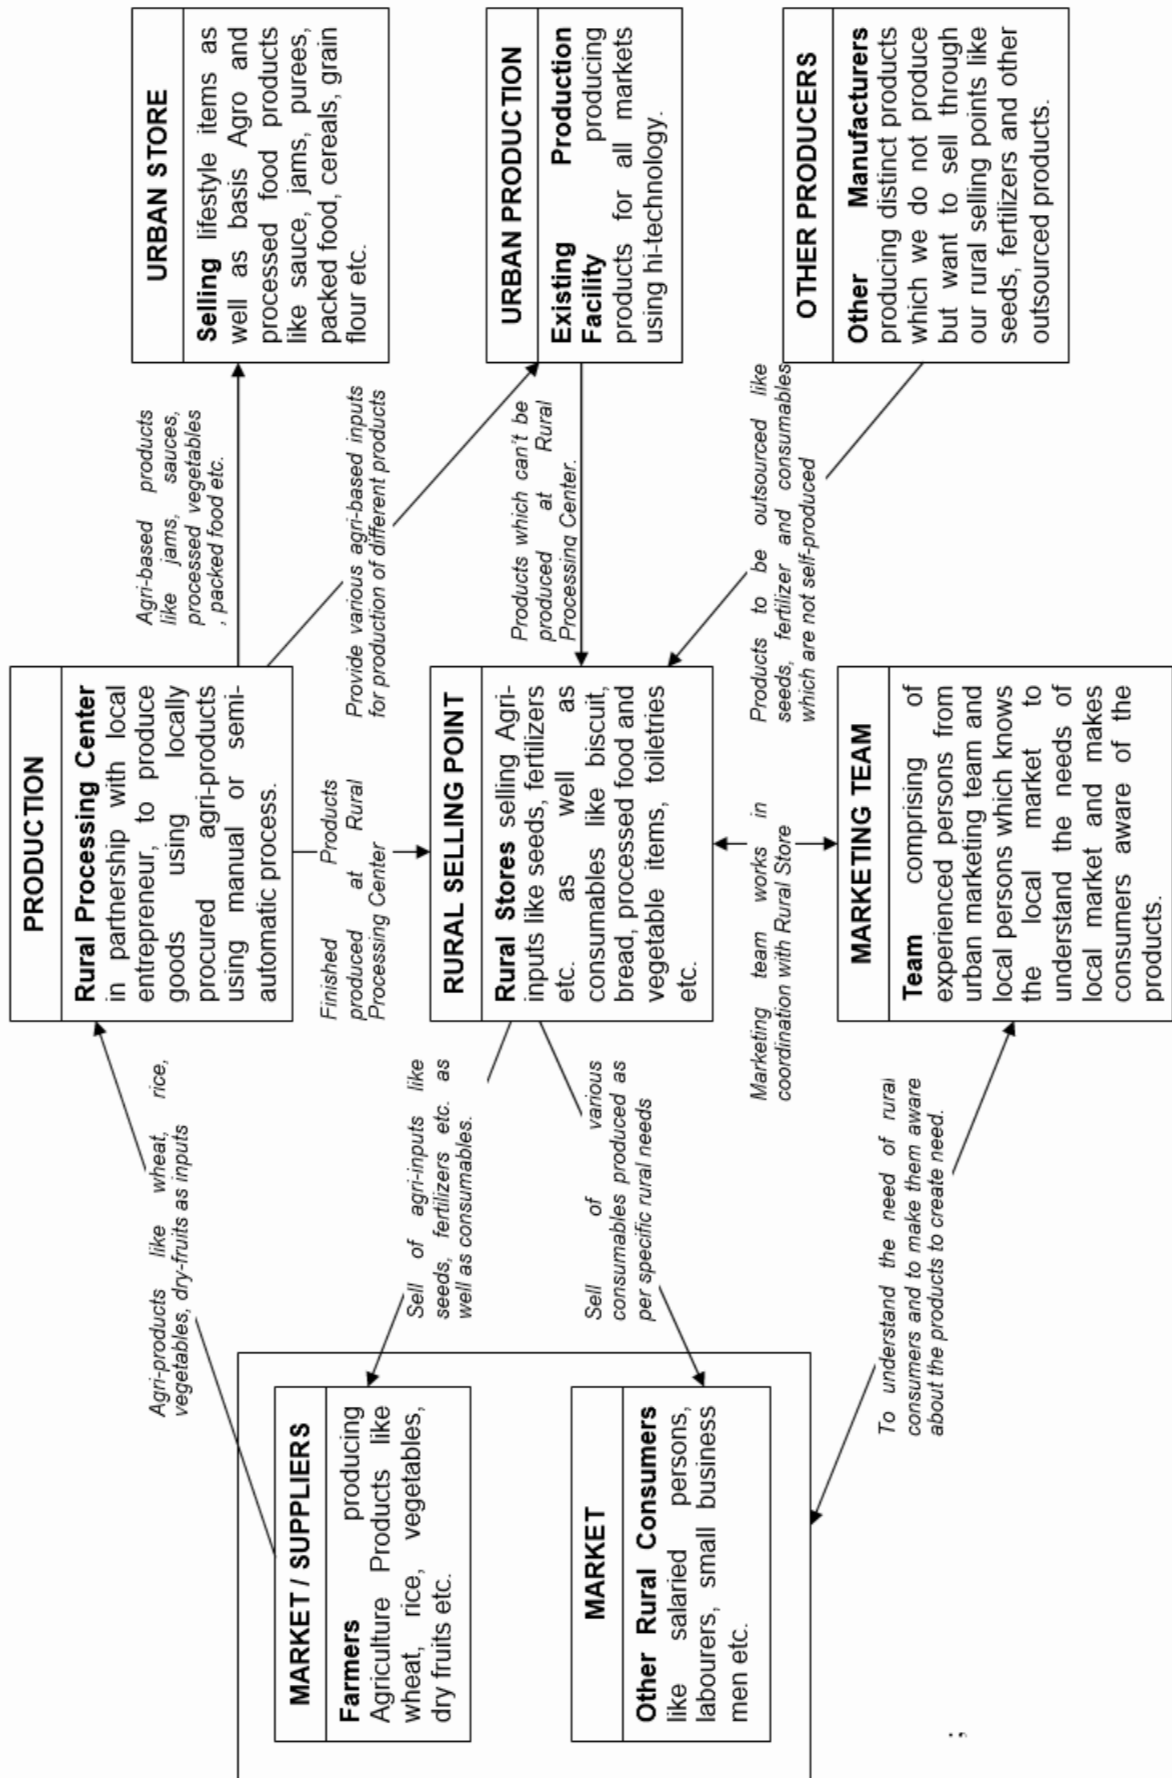 PRODUCTION
Rural Processing Center
in partnership with local
entrepreneur, to produce
goods using locally
procured agri-products
using manual or semi-
automatic process.
URBAN STORE
Selling lifestyle items as
well as basis Agro and
processed food products
like sauce, jams, purees,
packed food, cereals, grain
flour etc.
Agri-based products
like jams, sauces,
processed vegetables
, packed food etc.
Agri-products like wheat, rice,
vegetables, dry-fruits as inputs
Provide various agri-based inputs
for production of different products
MARKET / SUPPLIERS
Farmers producing
Agriculture Products like
wheat, rice, vegetables,
dry fruits etc.
Finished Products
produced at Rural
Processing Center
Sell of agri-inputs like
seeds, fertilizers etc. as
well as consumables.
RURAL SELLING POINT
Rural Stores selling Agri-
inputs like seeds, fertilizers
etc. as well as
consumables like biscuit,
bread, processed food and
vegetable items, toiletries
etc.
Products which can't be
produced at Rural
Processing Center.
URBAN PRODUCTION
Existing Production
Facility producing
products for all markets
using hi-technology.
MARKET
Other Rural Consumers
like salaried persons,
labourers, small business
men etc.
Sell of various
consumables produced as
per specific rural needs
Marketing team works in
coordination with Rural Store
Products to be outsourced like
seeds, fertilizer and consumables
which are not self-produced
OTHER PRODUCERS
Other Manufacturers
producing distinct products
which we do not produce
but want to sell through
our rural selling points like
seeds, fertilizers and other
outsourced products.
MARKETING TEAM
Team comprising of
experienced persons from
urban marketing team and
local persons which knows
the local market to
understand the needs of
local market and makes
consumers aware of the
products.
To understand the need of rural
consumers and to make them aware
about the products to create need.
;